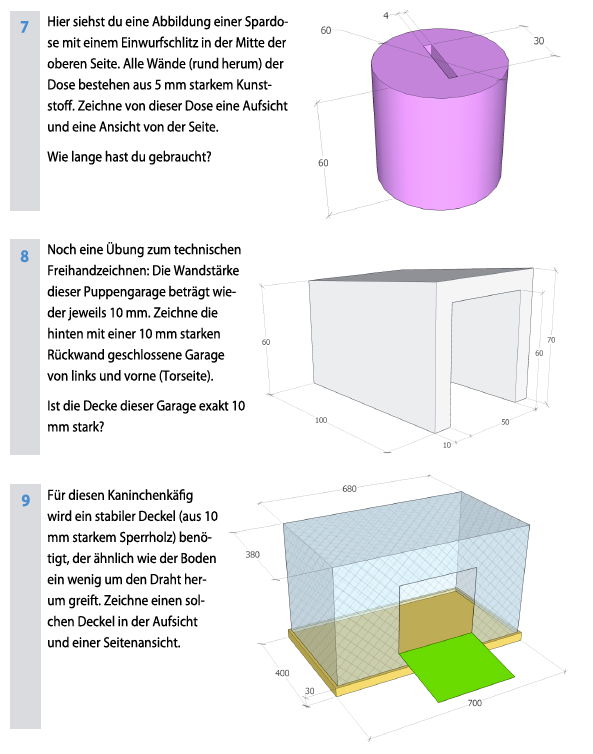 7
Hier siehst du eine Abbildung einer Spardo-
se mit einem Einwurfschlitz in der Mitte der
oberen Seite. Alle Wände (rund herum) der
Dose bestehen aus 5 mm starkem Kunst-
stoff. Zeichne von dieser Dose eine Aufsicht
und eine Ansicht von der Seite.
Wie lange hast du gebraucht?
4
60
30
60
8
Noch eine Übung zum technischen
Freihandzeichnen: Die Wandstärke
dieser Puppengarage beträgt wie-
der jeweils 10 mm. Zeichne die
hinten mit einer 10 mm starken
Rückwand geschlossene Garage
von links und vorne (Torseite).
Ist die Decke dieser Garage exakt 10
mm stark?
60
100
10
50
60
70
9
Für diesen Kaninchenkäfig
wird ein stabiler Deckel (aus 10
mm starkem Sperrholz) benö-
tigt, der ähnlich wie der Boden
ein wenig um den Draht her-
um greift. Zeichne einen sol-
chen Deckel in der Aufsicht
und einer Seitenansicht.
680
380
400
30
700